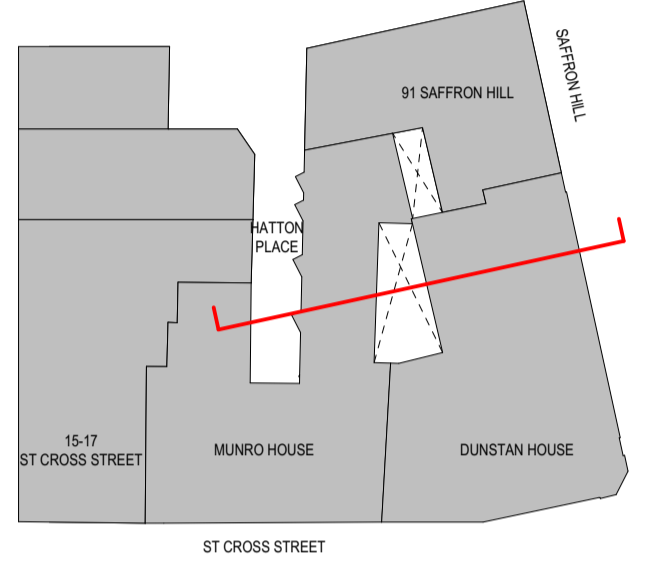 91 SAFFRON HILL
SAFFRON HILL
HATTON
PLACE
15-17
ST CROSS STREET
MUNRO HOUSE
DUNSTAN HOUSE
ST CROSS STREET